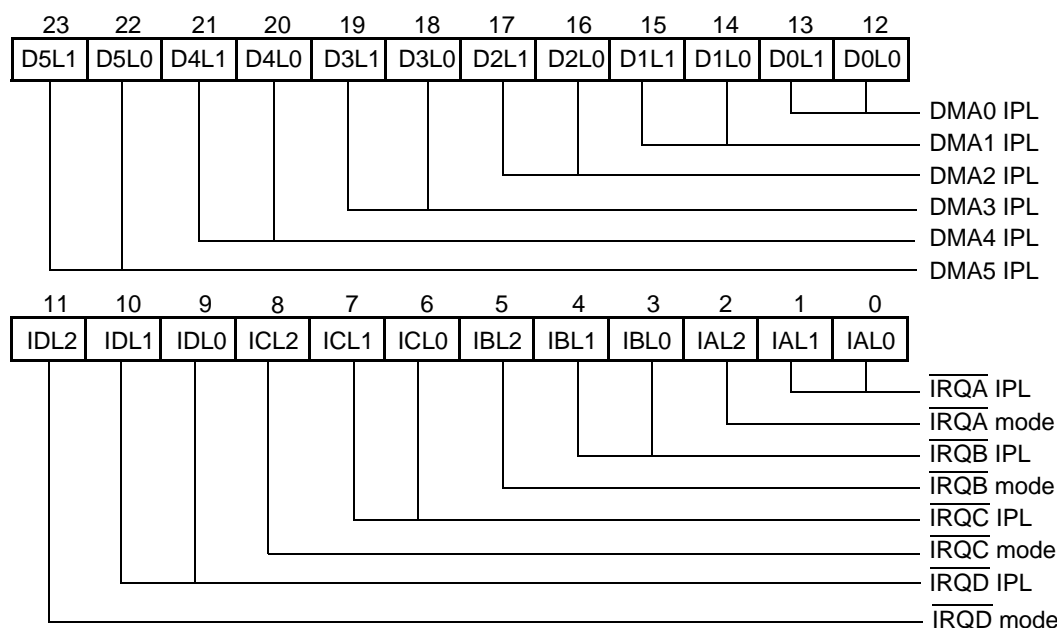 23 22 21 20 19 18 17 16 15 14 13 12
D5L1 D5L0 D4L1 D4L0 D3L1 D3L0 D2L1 D2L0 D1L1 D1L0 D0L1 D0L0
DMA0 IPL
DMA1 IPL
DMA2 IPL
DMA3 IPL
DMA4 IPL
DMA5 IPL
11 10 9 8 7 6 5 4 3 2 1 0
IDL2 IDL1 IDL0 ICL2 ICL1 ICL0 IBL2 IBL1 IBL0 IAL2 IAL1 IAL0
IRQA IPL
IRQA mode
IRQB IPL
IRQB mode
IRQC IPL
IRQC mode
IRQD IPL
IRQD mode